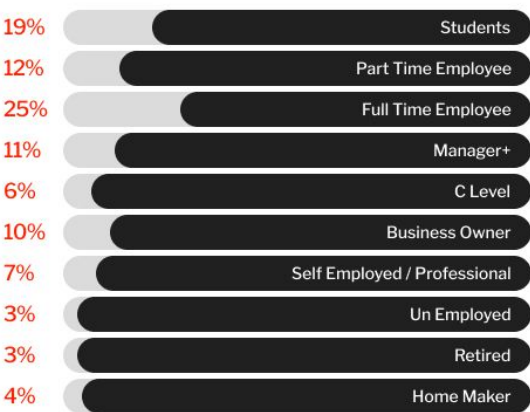 19% Students
12% Part Time Employee
25% Full Time Employee
11% Manager+
6% C Level
10% Business Owner
7% Self Employed / Professional
3% Un Employed
3% Retired
4% Home Maker